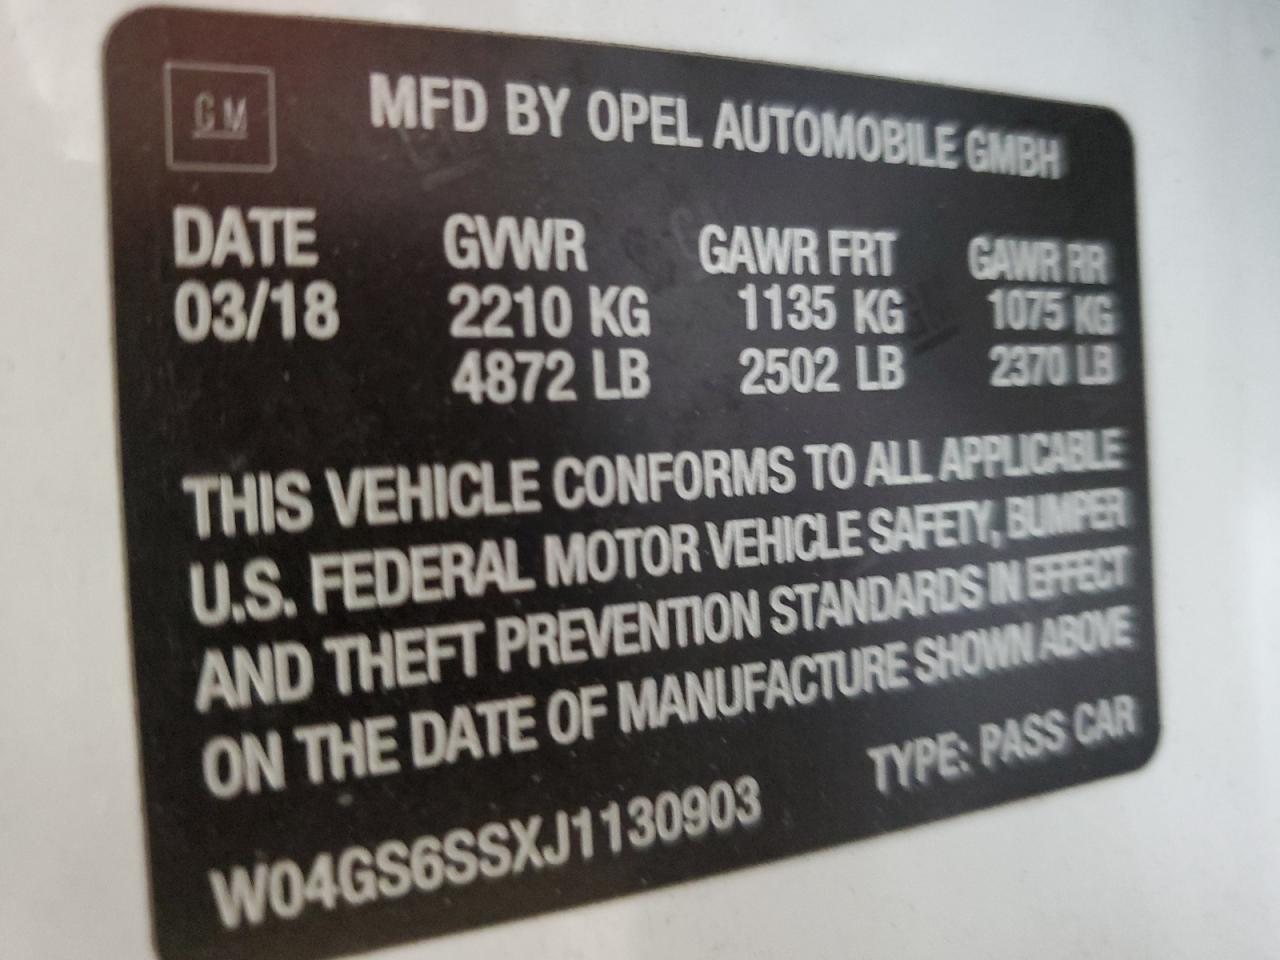 GM
MFD BY OPEL AUTOMOBILE GMBH
DATE GVWR GAWR FRT GAWR RR
03/18 2210 KG 1135 KG 1075 KG
4872 LB 2502 LB 2370 LB
THIS VEHICLE CONFORMS TO ALL APPLICABLE
U.S. FEDERAL MOTOR VEHICLE SAFETY, BUMPER
AND THEFT PREVENTION STANDARDS IN EFFECT
ON THE DATE OF MANUFACTURE SHOWN ABOVE
W04GS6SSXJ1130903 TYPE: PASS CAR